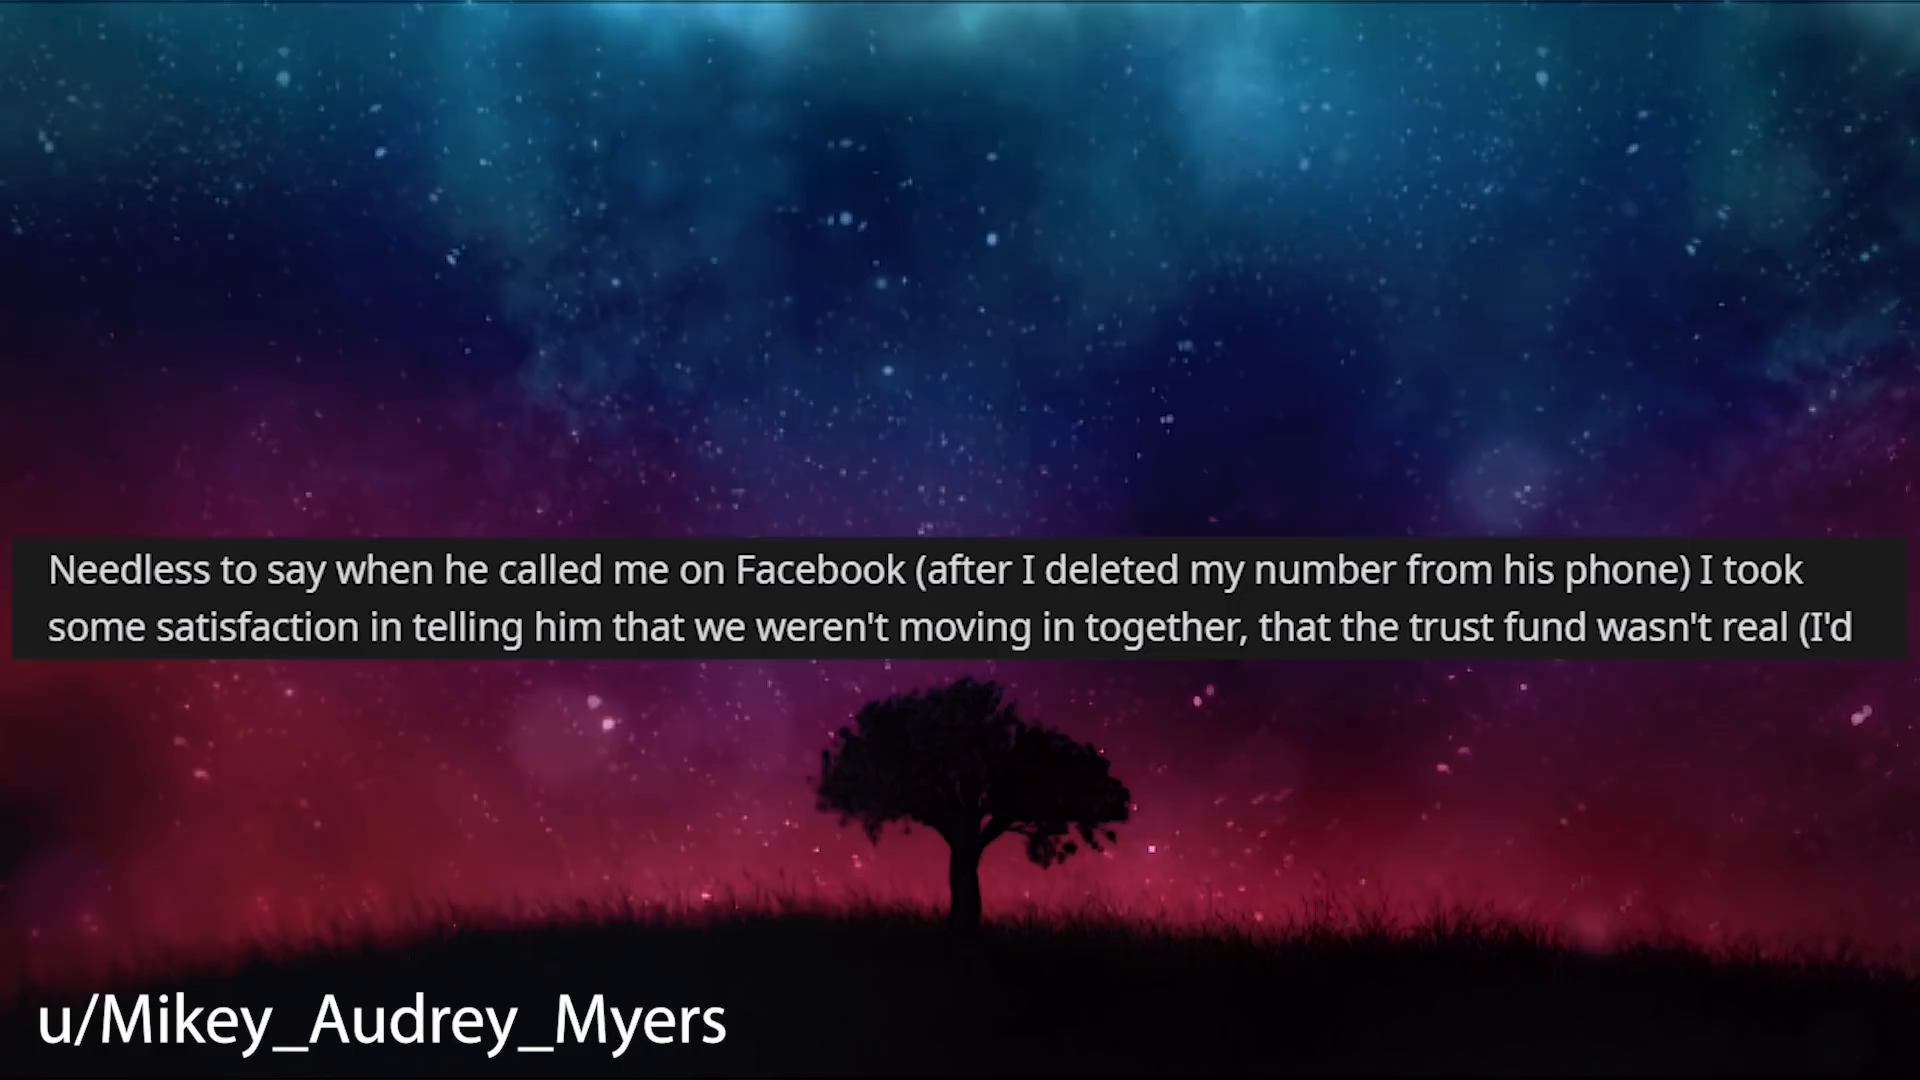 Needless to say when he called me on Facebook (after I deleted my number from his phone) I took
some satisfaction in telling him that we weren't moving in together, that the trust fund wasn't real (I'd
u/Mikey_Audrey_Myers